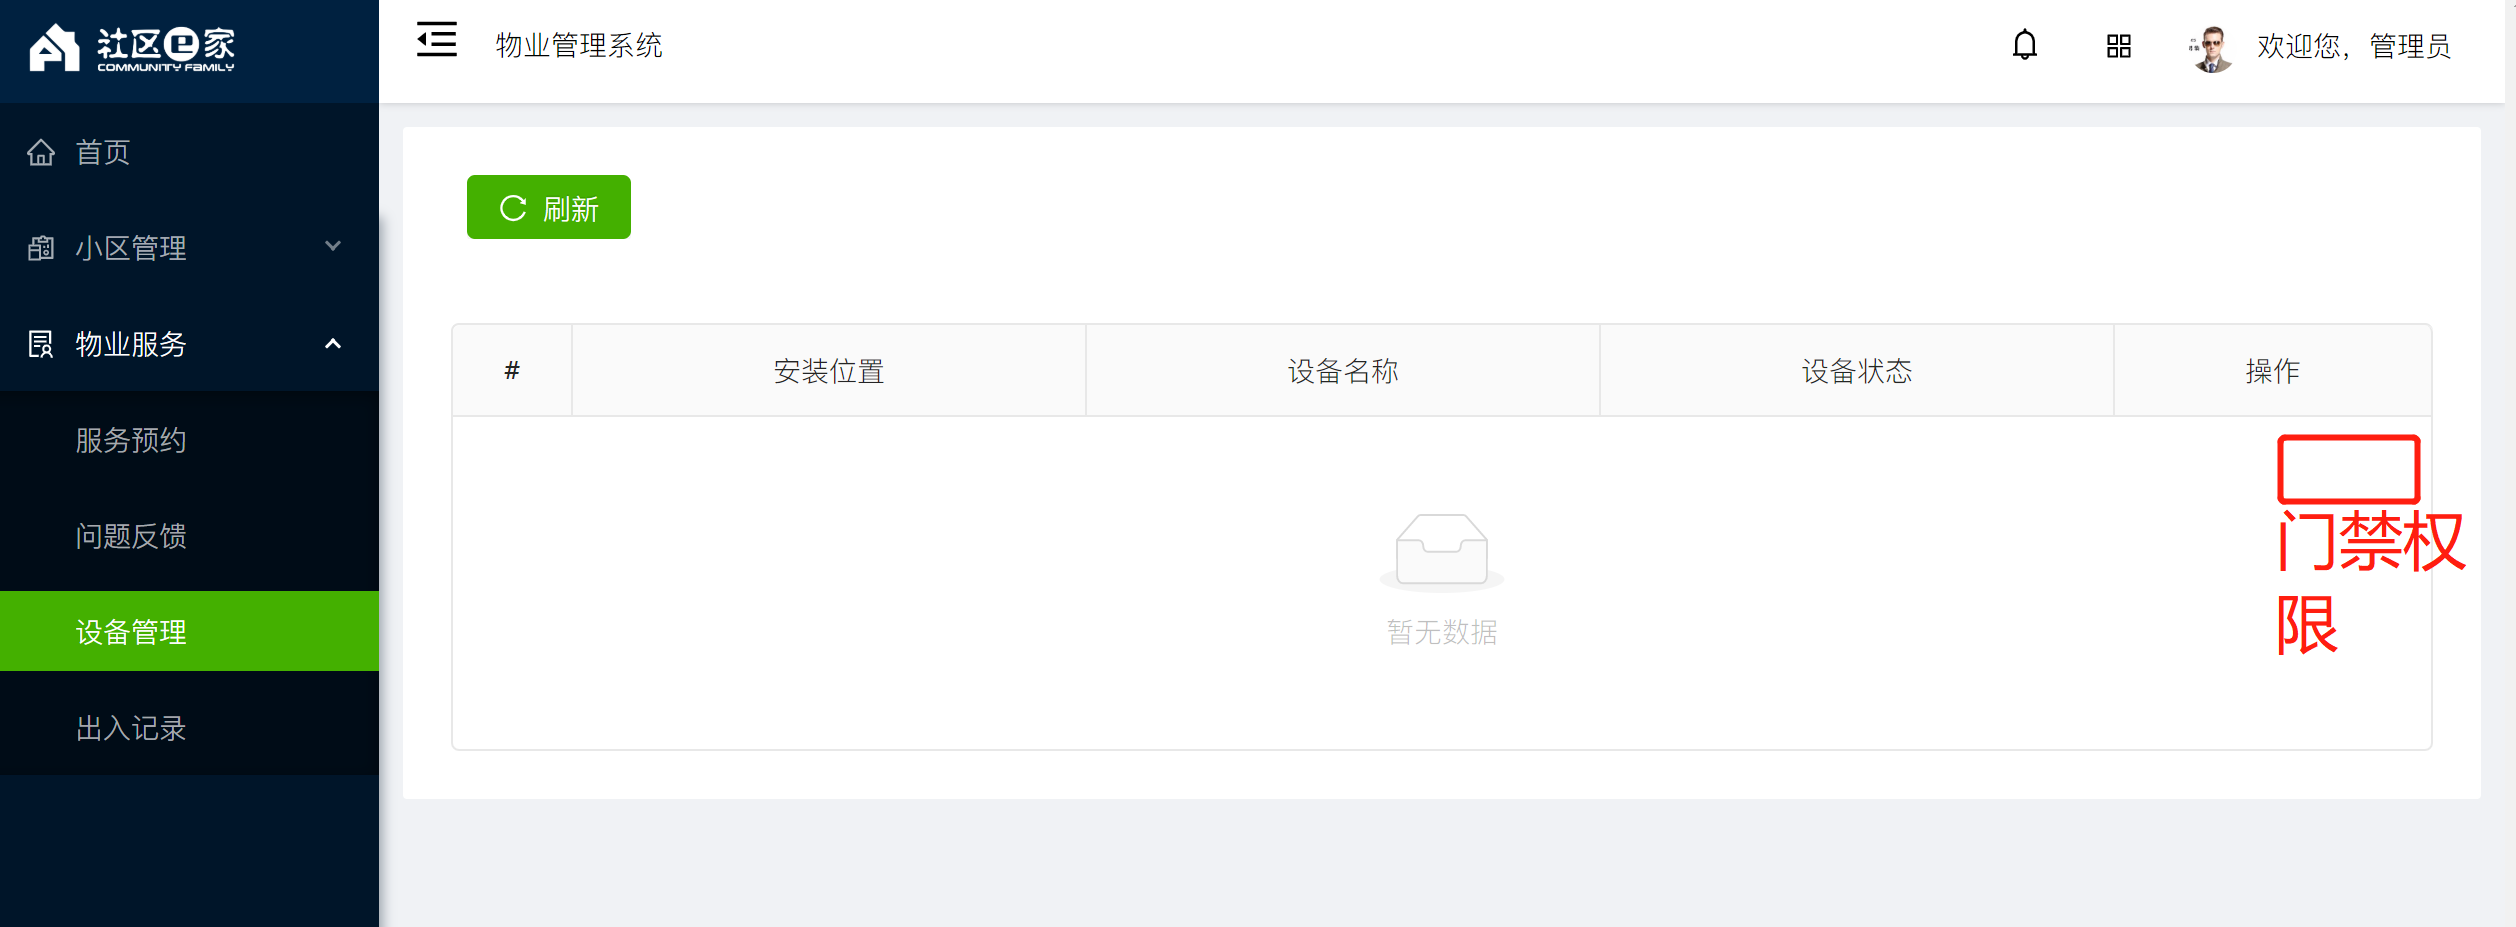 社区e家
COMMUNITY FAMILY
物业管理系统
欢迎您，管理员
首页
小区管理
物业服务
服务预约
问题反馈
设备管理
出入记录
刷新
# 安装位置 设备名称 设备状态 操作
暂无数据
门禁权
限